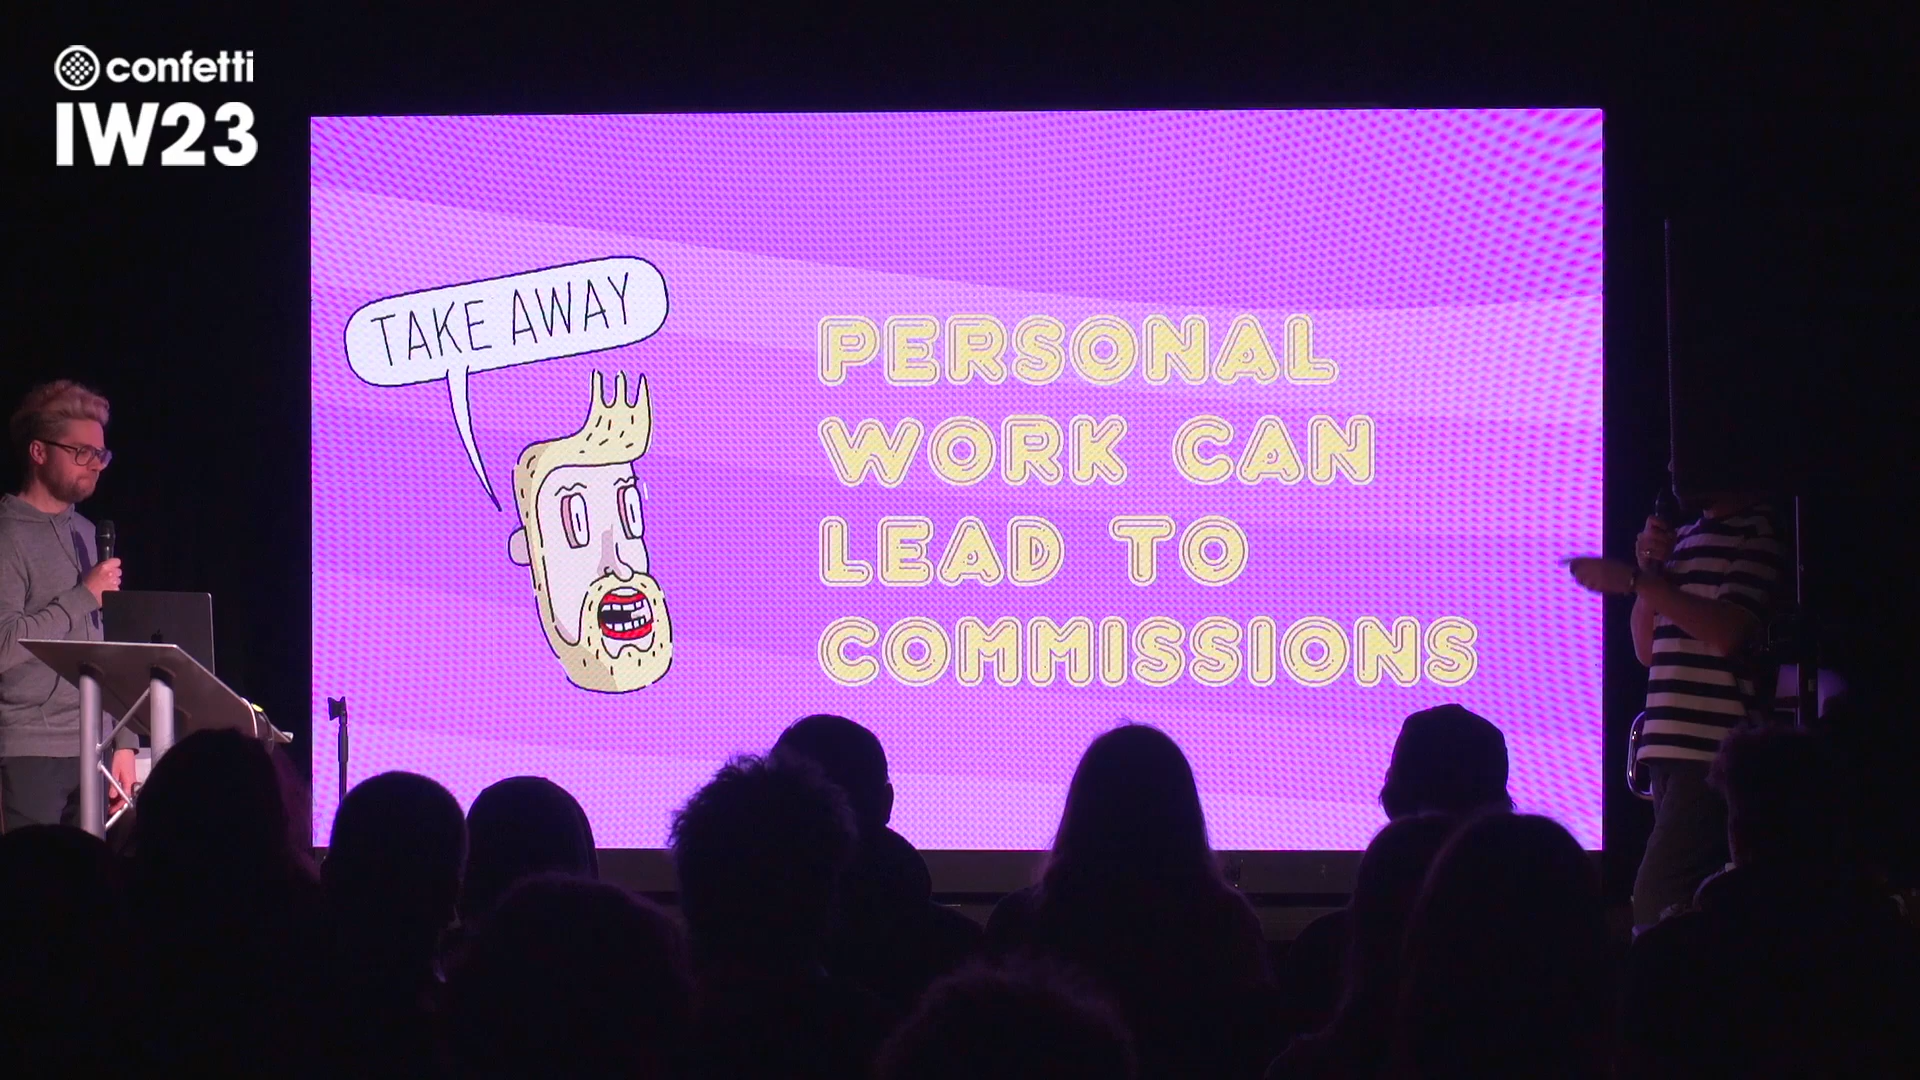 confetti
IW23
TAKE AWAY
PERSONAL
WORK CAN
LEAD TO
COMMISSIONS